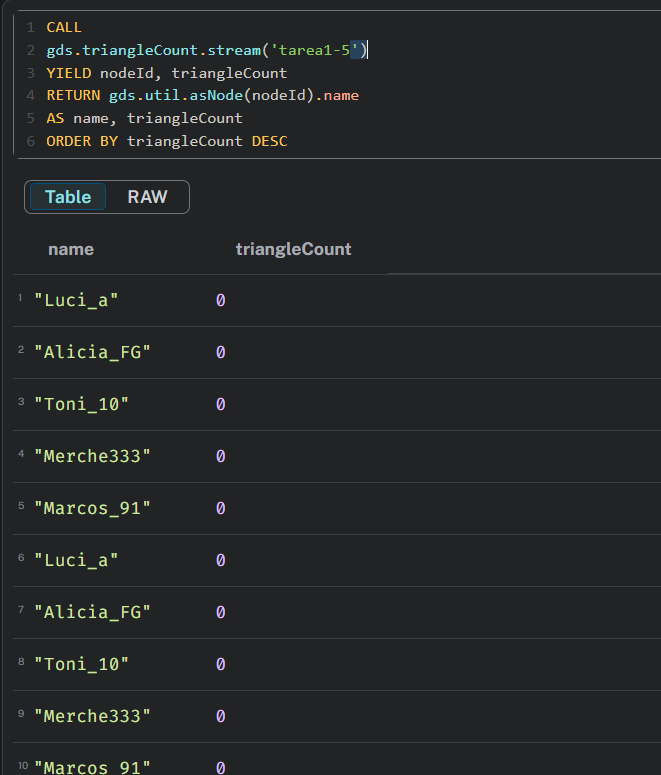 1 CALL
2 gds.triangleCount.stream('tarea1-5')
3 YIELD nodeId, triangleCount
4 RETURN gds.util.asNode(nodeId).name
5 AS name, triangleCount
6 ORDER BY triangleCount DESC
Table RAW
name triangleCount
1 "Luci_a" 0
2 "Alicia_FG" 0
3 "Toni_10" 0
4 "Merche333" 0
5 "Marcos_91" 0
6 "Luci_a" 0
7 "Alicia_FG" 0
8 "Toni_10" 0
9 "Merche333" 0
10 "Marcos_91" 0